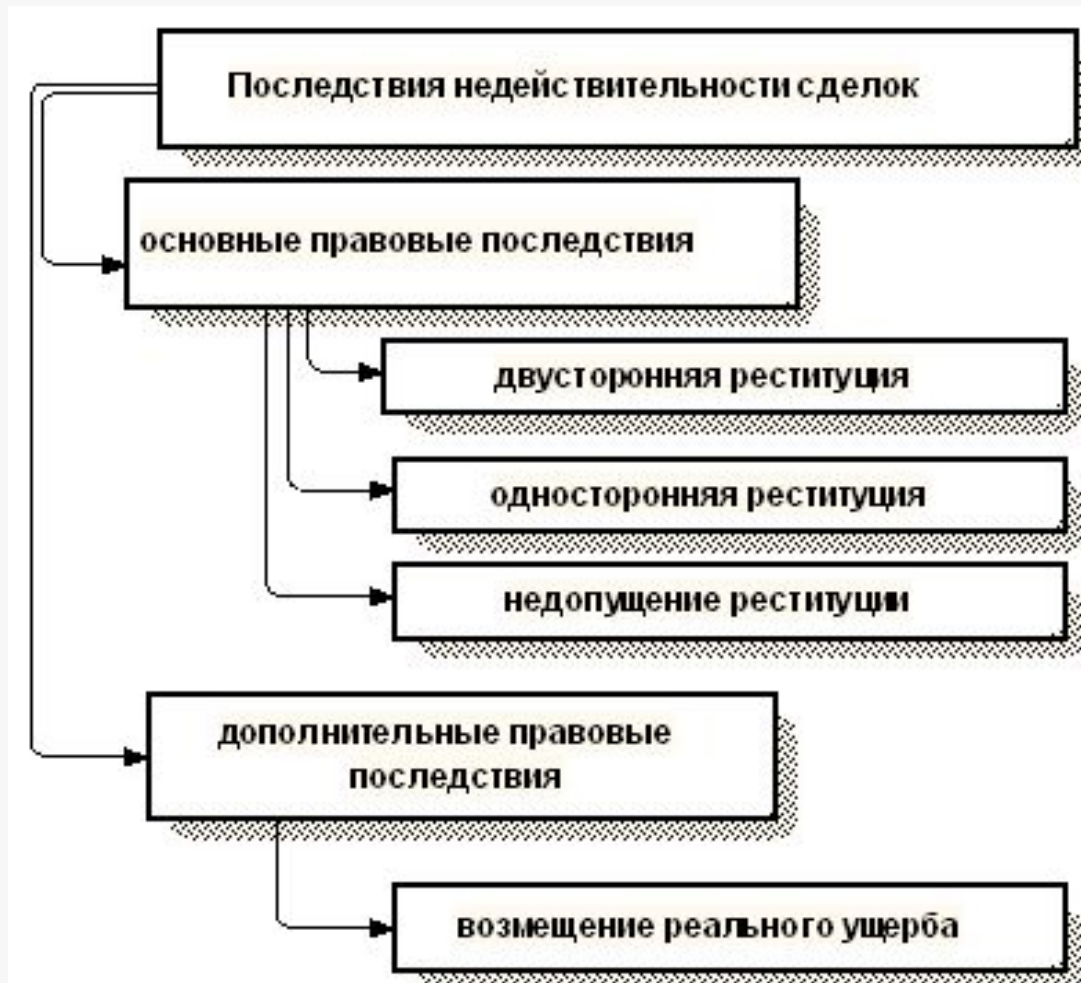 Последствия недействительности сделок
основные правовые последствия
двусторонняя реституция
односторонняя реституция
недопущение реституции
дополнительные правовые
последствия
возмещение реального ущерба